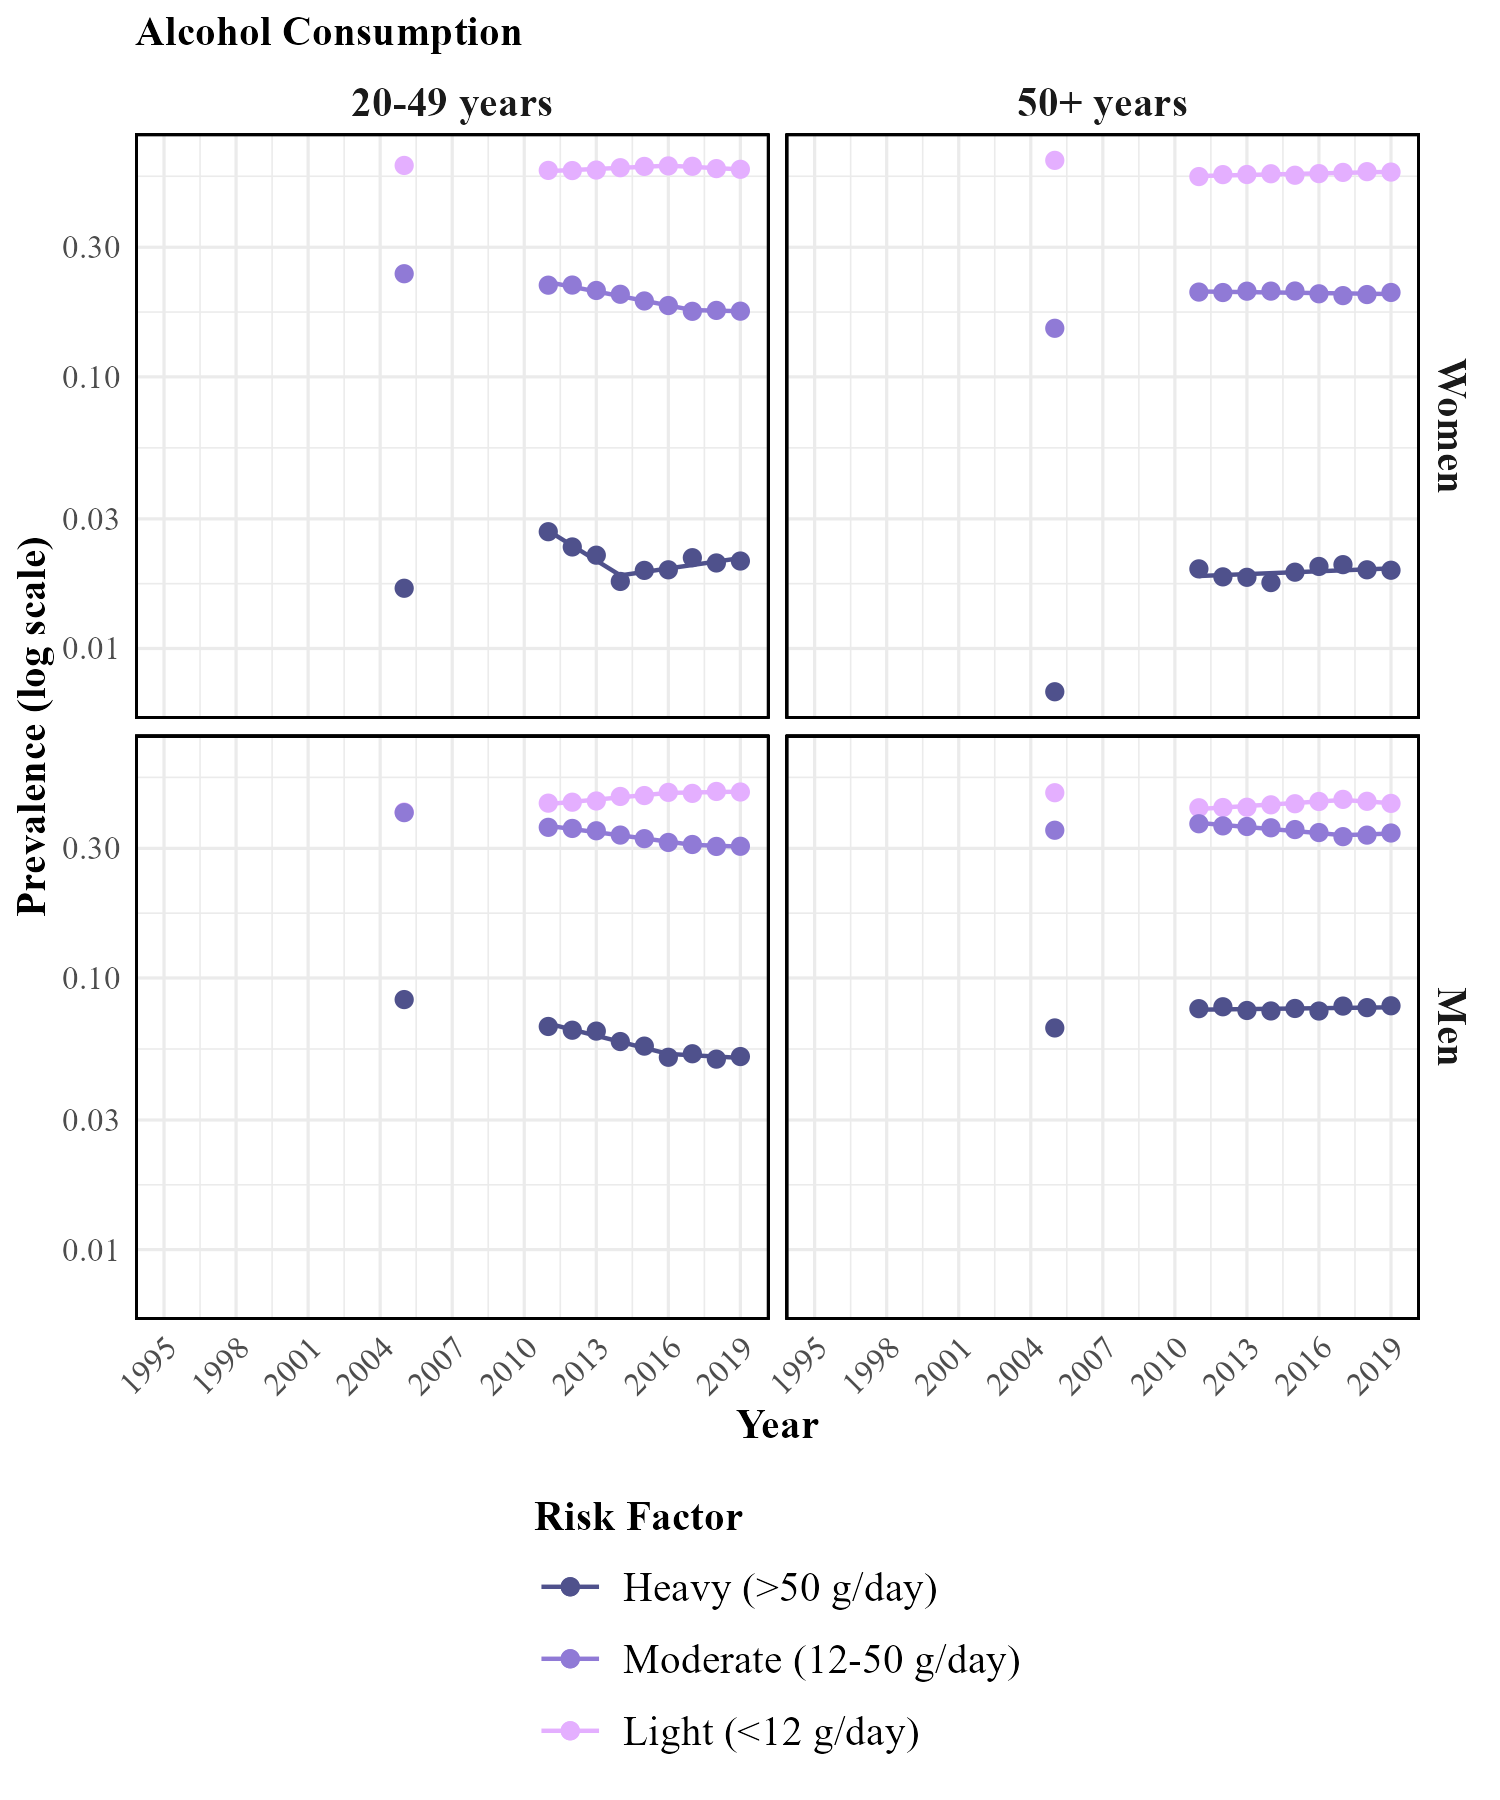 Alcohol Consumption
20-49 years
50+ years
Prevalence (log scale)
0.30
0.10
0.03
0.01
Women
0.30
0.10
0.03
0.01
Men
1995
1998
2001
2004
2007
2010
2013
2016
2019
1995
1998
2001
2004
2007
2010
2013
2016
2019
Year
Risk Factor
Heavy (>50 g/day)
Moderate (12-50 g/day)
Light (<12 g/day)